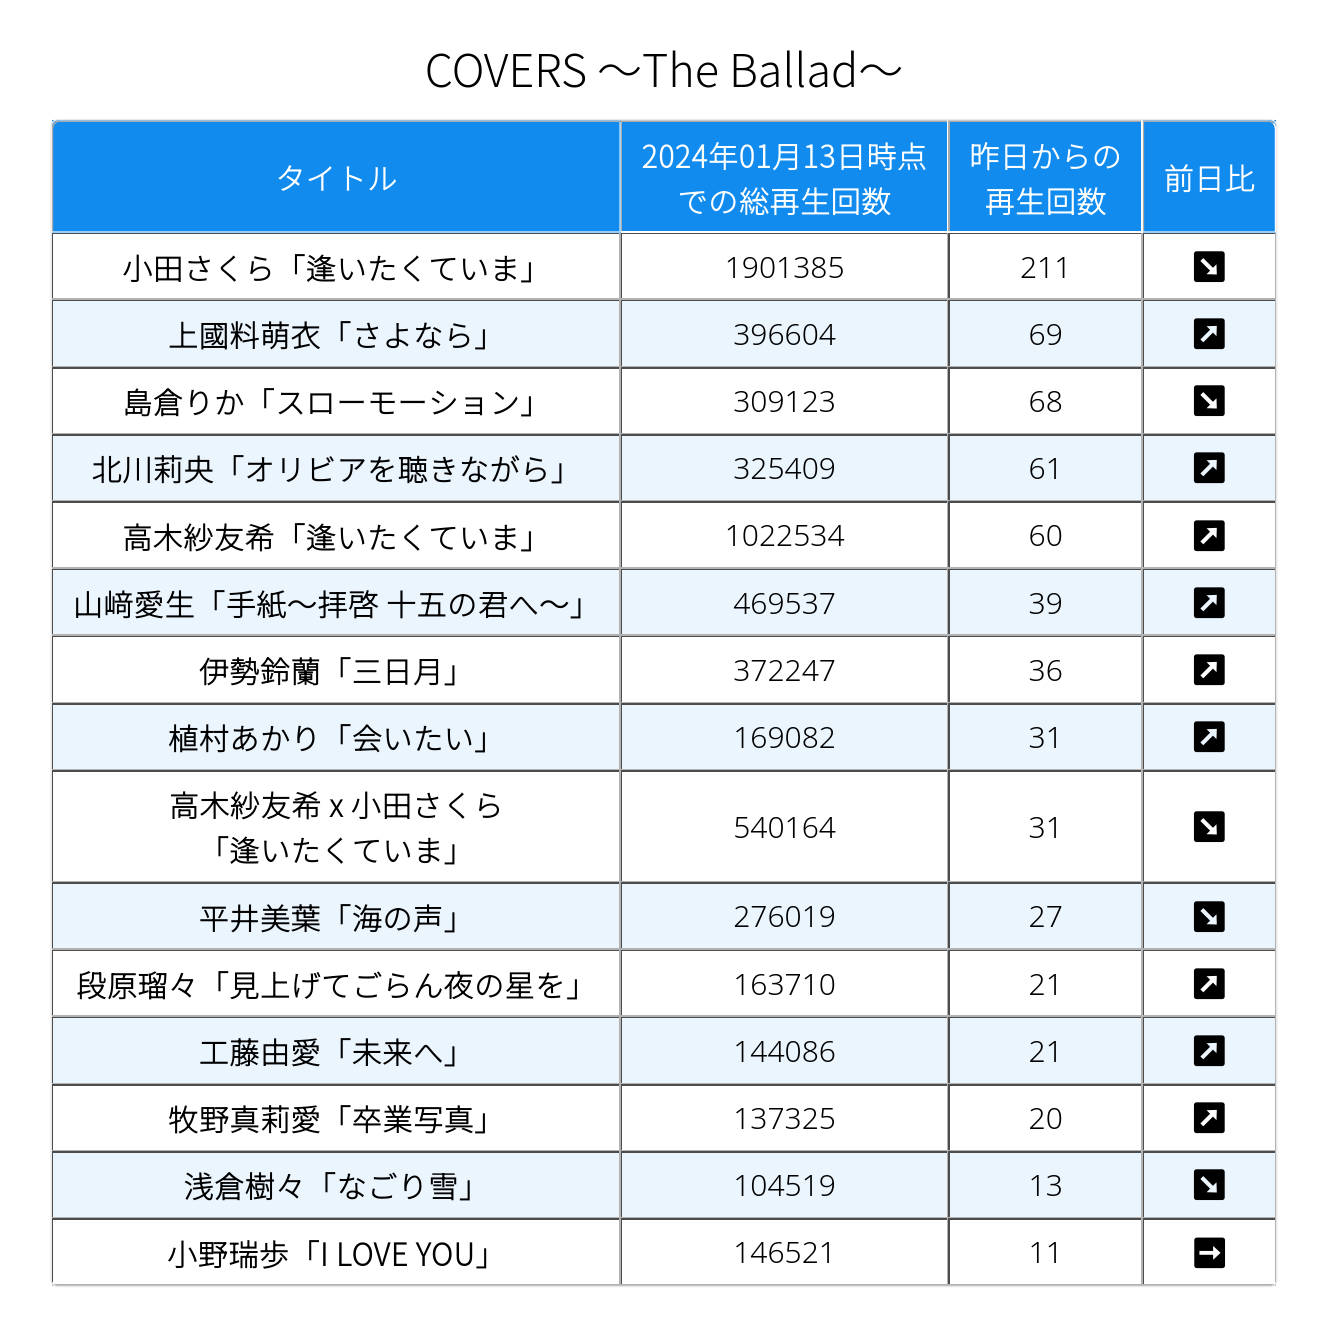 COVERS ～The Ballad～
タイトル
2024年01月13日時点
での総再生回数
昨日からの
再生回数
前日比
小田さくら「逢いたくていま」 1901385 211
上國料萌衣「さよなら」 396604 69
島倉りか「スローモーション」 309123 68
北川莉央「オリビアを聴きながら」 325409 61
高木紗友希「逢いたくていま」 1022534 60
山﨑愛生「手紙～拝啓 十五の君へ～」 469537 39
伊勢鈴蘭「三日月」 372247 36
植村あかり「会いたい」 169082 31
高木紗友希 x 小田さくら
「逢いたくていま」 540164 31
平井美葉「海の声」 276019 27
段原瑠々「見上げてごらん夜の星を」 163710 21
工藤由愛「未来へ」 144086 21
牧野真莉愛「卒業写真」 137325 20
浅倉樹々「なごり雪」 104519 13
小野瑞歩「I LOVE YOU」 146521 11